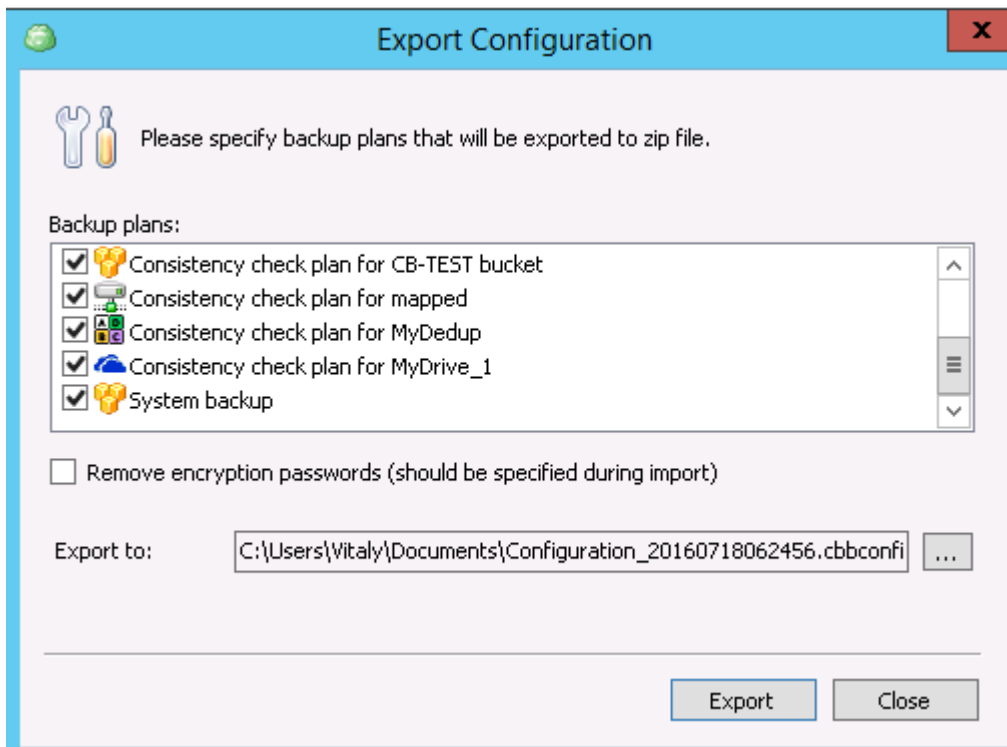 Export Configuration
x
Please specify backup plans that will be exported to zip file.
Backup plans:
Consistency check plan for CB-TEST bucket
Consistency check plan for mapped
Consistency check plan for MyDedup
Consistency check plan for MyDrive_1
System backup
Remove encryption passwords (should be specified during import)
Export to: C:\Users\Vitaly\Documents\Configuration_20160718062456.cbbconfi ...
Export Close